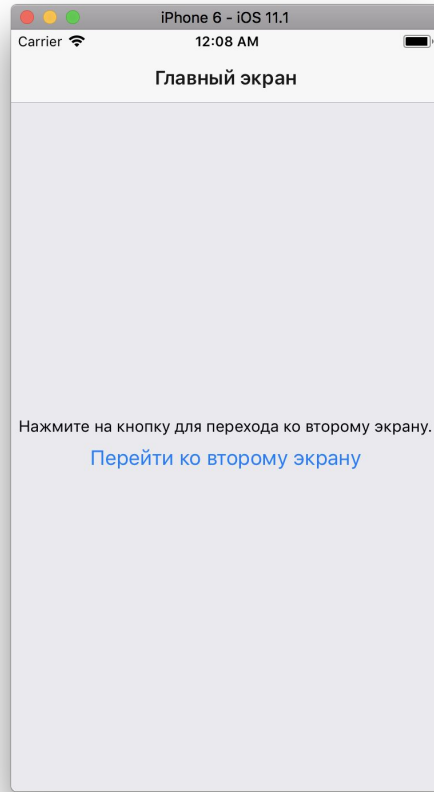 iPhone 6 - iOS 11.1
Carrier 12:08 AM
Главный экран
Нажмите на кнопку для перехода ко второму экрану.
Перейти ко второму экрану